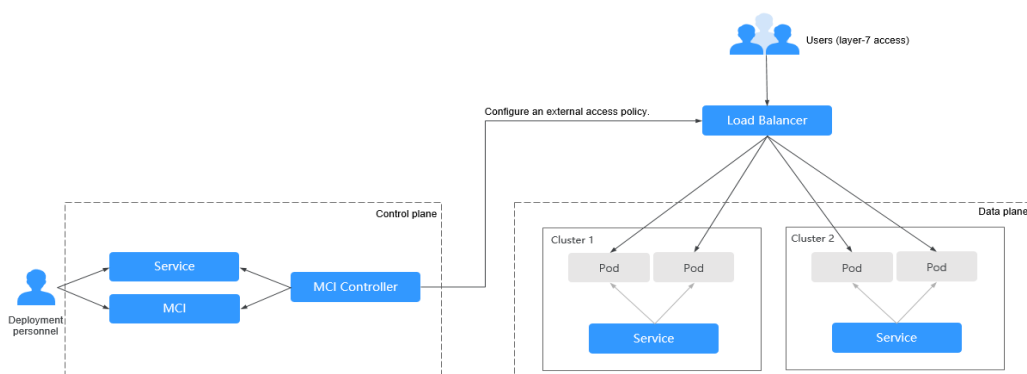 Users (layer-7 access)
Configure an external access policy.
Load Balancer
Control plane
Data plane
Service
MCI Controller
MCI
Deployment
personnel
Cluster 1
Pod
Pod
Service
Cluster 2
Pod
Pod
Service